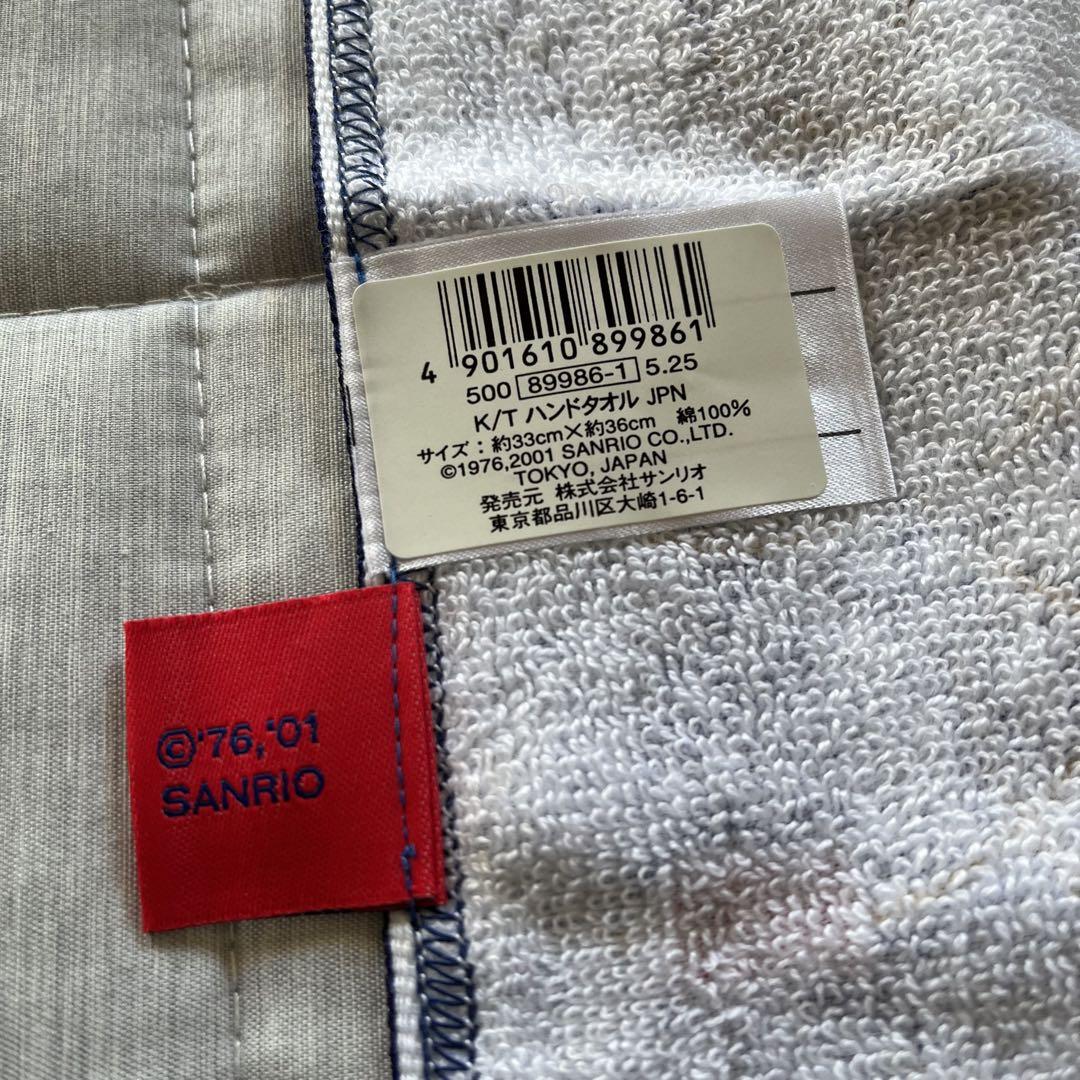 4 901610 899861
500 89986-1 5.25
K/T ハンドタオル JPN
サイズ：約33cm×約36cm 綿100%
©1976,2001 SANRIO CO.,LTD.
TOKYO, JAPAN
発売元 株式会社サンリオ
東京都品川区大崎1-6-1
©'76,'01
SANRIO